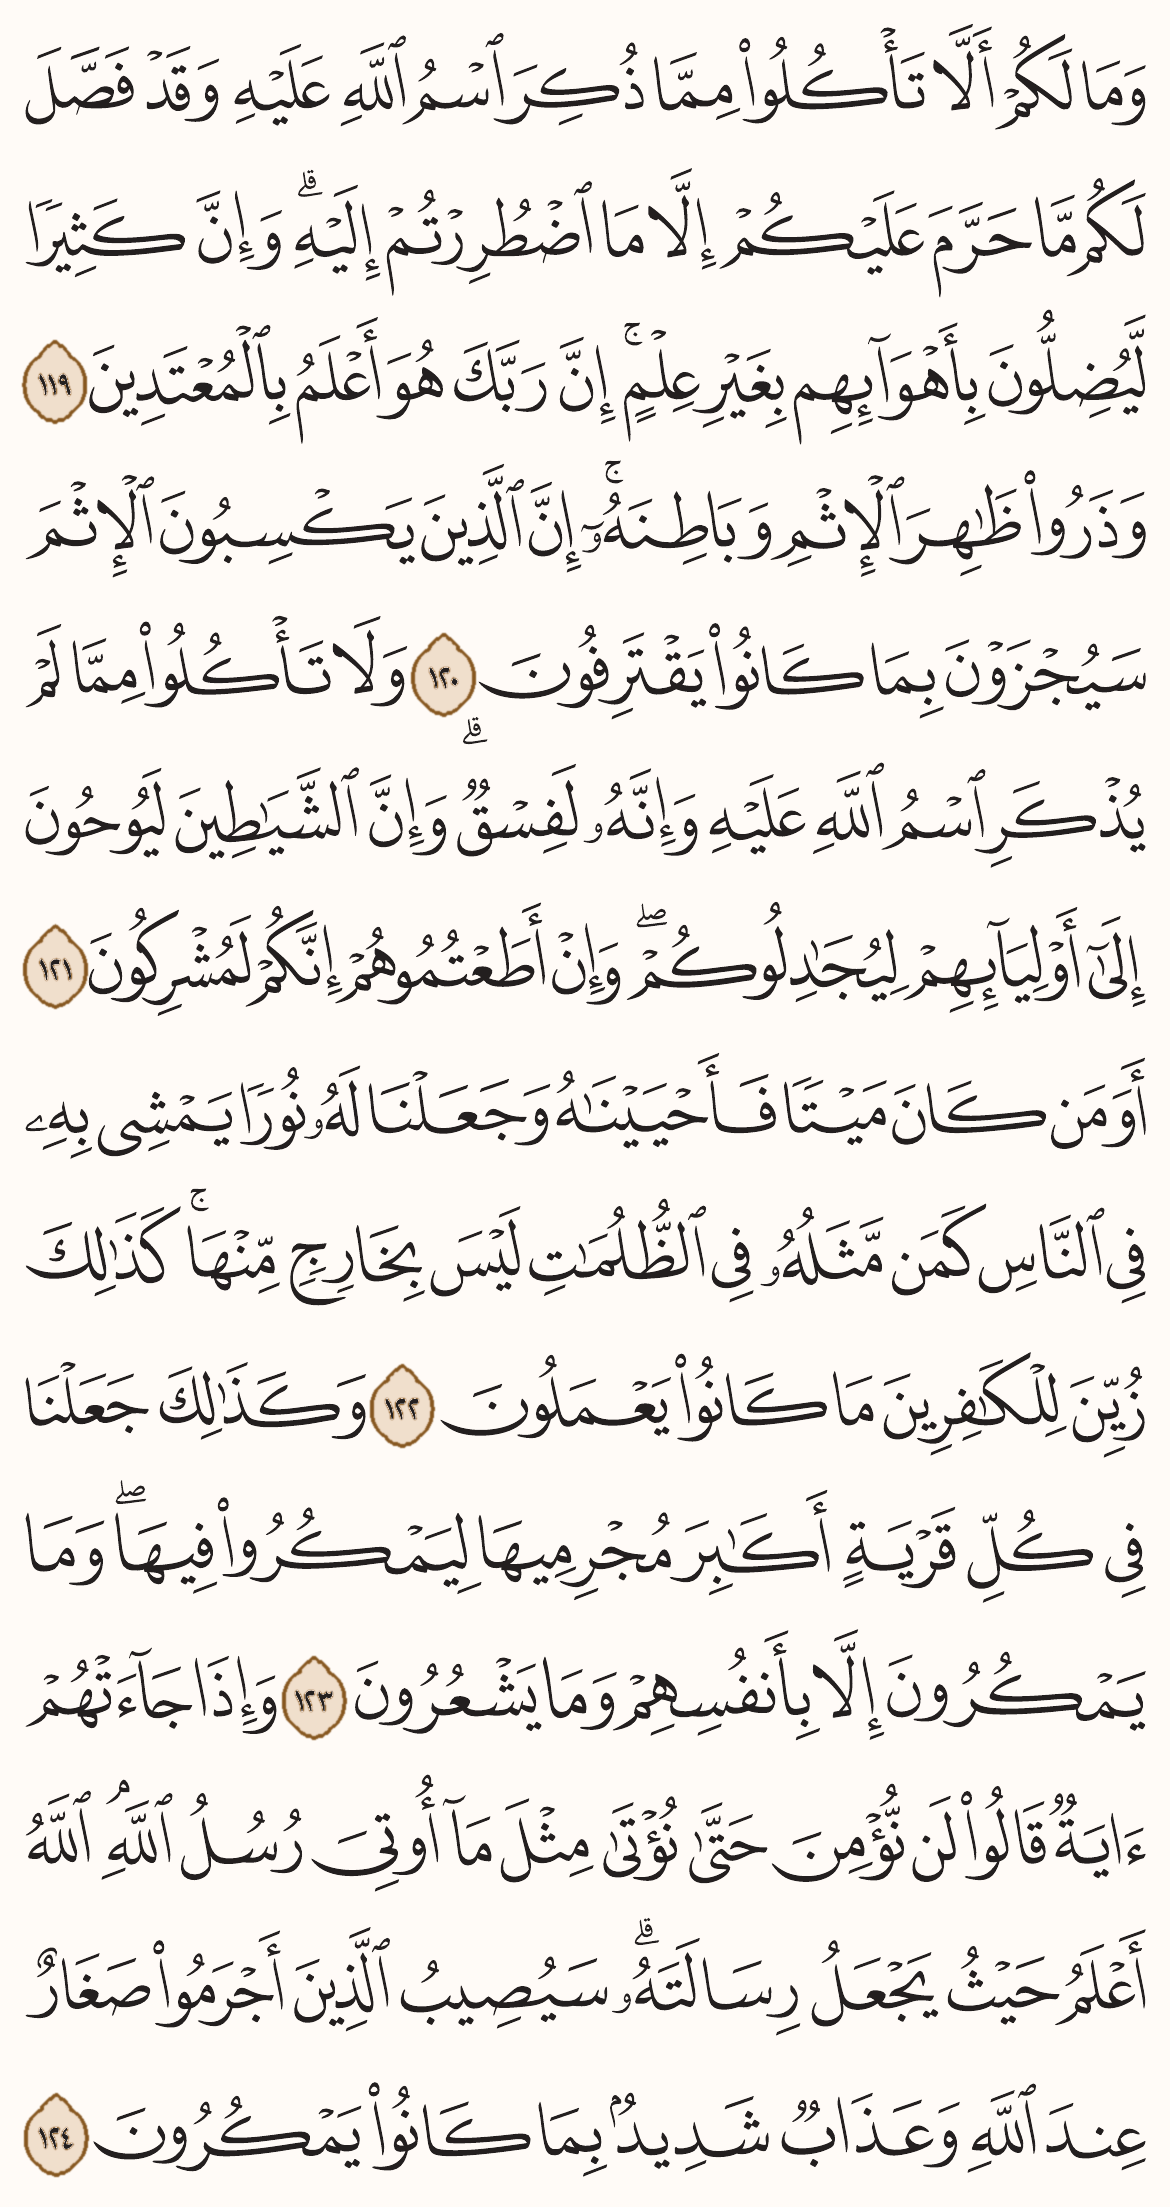 وَمَا لَكُمۡ أَلَّا تَأۡكُلُواْ مِمَّا ذُكِرَ ٱسۡمُ ٱللَّهِ عَلَيۡهِ وَقَدۡ فَصَّلَ
لَكُم مَّا حَرَّمَ عَلَيۡكُمۡ إِلَّا مَا ٱضۡطُرِرۡتُمۡ إِلَيۡهِۗ وَإِنَّ كَثِيرٗا
لَّيُضِلُّونَ بِأَهۡوَآئِهِم بِغَيۡرِ عِلۡمٍۚ إِنَّ رَبَّكَ هُوَ أَعۡلَمُ بِٱلۡمُعۡتَدِينَ ١١٩
وَذَرُواْ ظَٰهِرَ ٱلۡإِثۡمِ وَبَاطِنَهُۥٓۚ إِنَّ ٱلَّذِينَ يَكۡسِبُونَ ٱلۡإِثۡمَ
سَيُجۡزَوۡنَ بِمَا كَانُواْ يَقۡتَرِفُونَ ١٢٠ وَلَا تَأۡكُلُواْ مِمَّا لَمۡ
يُذۡكَرِ ٱسۡمُ ٱللَّهِ عَلَيۡهِ وَإِنَّهُۥ لَفِسۡقٞۗ وَإِنَّ ٱلشَّيَٰطِينَ لَيُوحُونَ
إِلَىٰٓ أَوۡلِيَآئِهِمۡ لِيُجَٰدِلُوكُمۡۖ وَإِنۡ أَطَعۡتُمُوهُمۡ إِنَّكُمۡ لَمُشۡرِكُونَ ١٢١
أَوَمَن كَانَ مَيۡتٗا فَأَحۡيَيۡنَٰهُ وَجَعَلۡنَا لَهُۥ نُورٗا يَمۡشِي بِهِۦ
فِي ٱلنَّاسِ كَمَن مَّثَلُهُۥ فِي ٱلظُّلُمَٰتِ لَيۡسَ بِخَارِجٖ مِّنۡهَاۚ كَذَٰلِكَ
زُيِّنَ لِلۡكَٰفِرِينَ مَا كَانُواْ يَعۡمَلُونَ ١٢٢ وَكَذَٰلِكَ جَعَلۡنَا
فِي كُلِّ قَرۡيَةٍ أَكَٰبِرَ مُجۡرِمِيهَا لِيَمۡكُرُواْ فِيهَاۖ وَمَا
يَمۡكُرُونَ إِلَّا بِأَنفُسِهِمۡ وَمَا يَشۡعُرُونَ ١٢٣ وَإِذَا جَآءَتۡهُمۡ
ءَايَةٞ قَالُواْ لَن نُّؤۡمِنَ حَتَّىٰ نُؤۡتَىٰ مِثۡلَ مَآ أُوتِيَ رُسُلُ ٱللَّهِۘ ٱللَّهُ
أَعۡلَمُ حَيۡثُ يَجۡعَلُ رِسَالَتَهُۥۗ سَيُصِيبُ ٱلَّذِينَ أَجۡرَمُواْ صَغَارٌ
عِندَ ٱللَّهِ وَعَذَابٞ شَدِيدُۢ بِمَا كَانُواْ يَمۡكُرُونَ ١٢٤